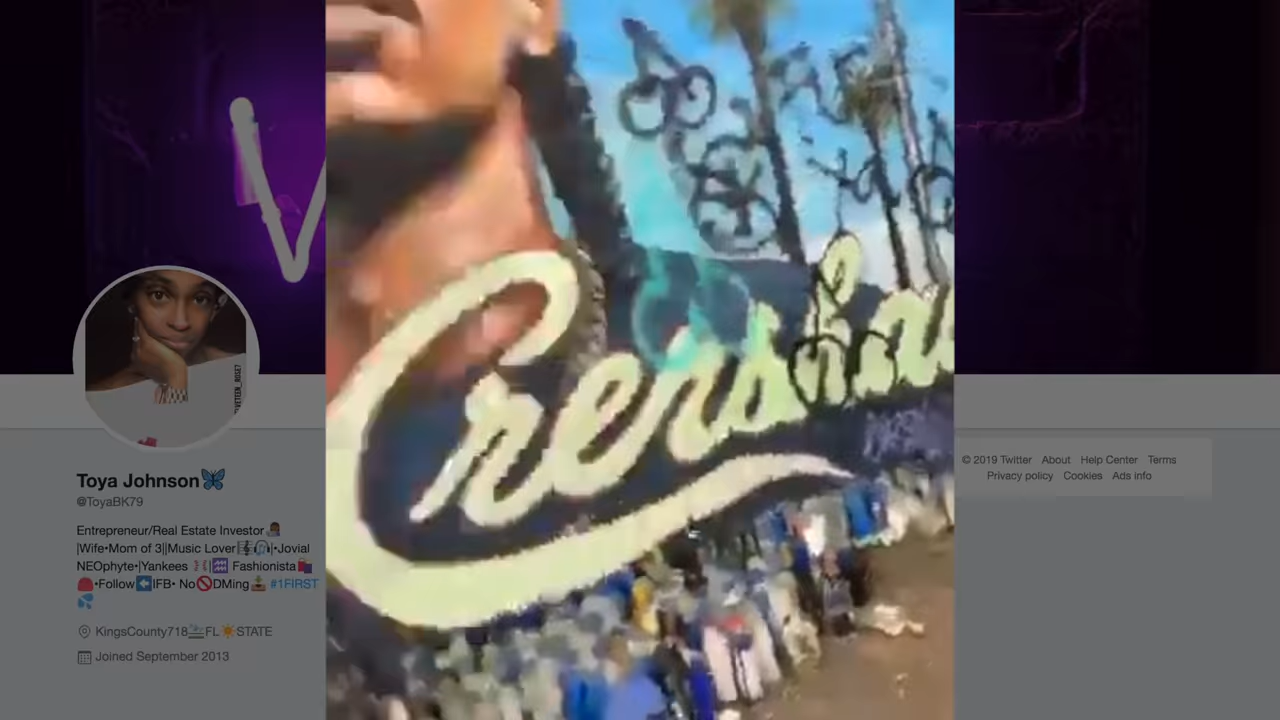 Crenshaw
Toya Johnson🦋
@ToyaBK79
Entrepreneur/Real Estate Investor
|Wife•Mom of 3||Music Lover🎼🎧|•Jovial
NEOphyte•|Yankees ⚾|♒ Fashionista🛍
👛•Follow⬅IFB• No🚫DMing📤 #1FIRST
💦
KingsCounty718🌁FL☀STATE
Joined September 2013
© 2019 Twitter About Help Center Terms
Privacy policy Cookies Ads info